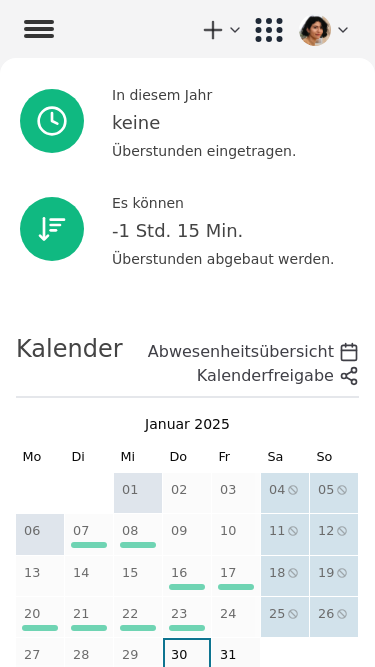 In diesem Jahr
keine
Überstunden eingetragen.
Es können
-1 Std. 15 Min.
Überstunden abgebaut werden.
Kalender
Abwesenheitsübersicht
Kalenderfreigabe
Januar 2025
Mo Di Mi Do Fr Sa So
01 02 03 04 05
06 07 08 09 10 11 12
13 14 15 16 17 18 19
20 21 22 23 24 25 26
27 28 29 30 31